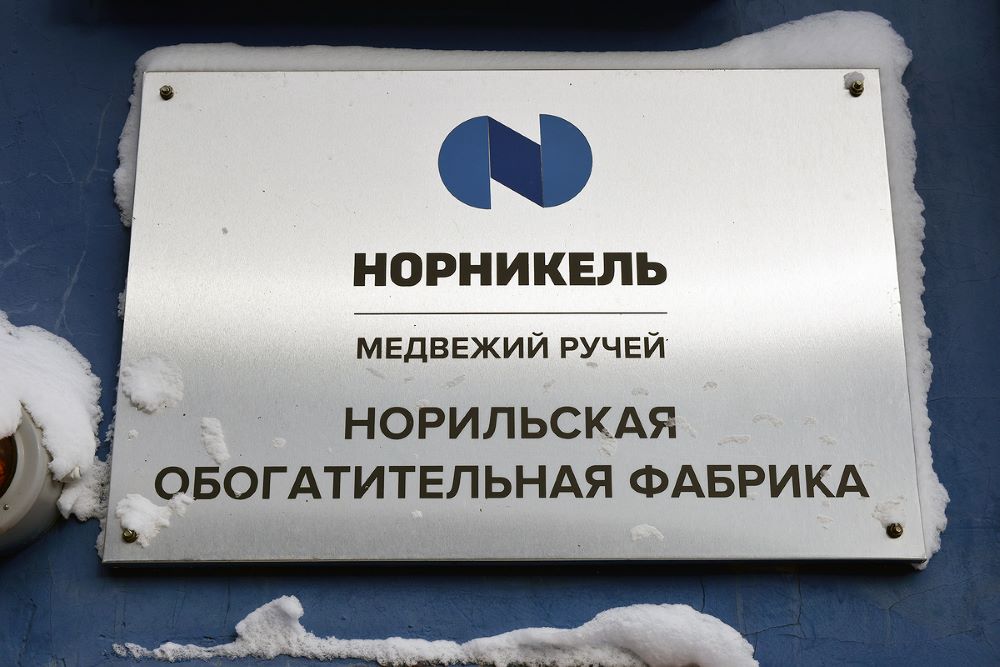 НОРНИКЕЛЬ
МЕДВЕЖИЙ РУЧЕЙ
НОРИЛЬСКАЯ
ОБОГАТИТЕЛЬНАЯ ФАБРИКА